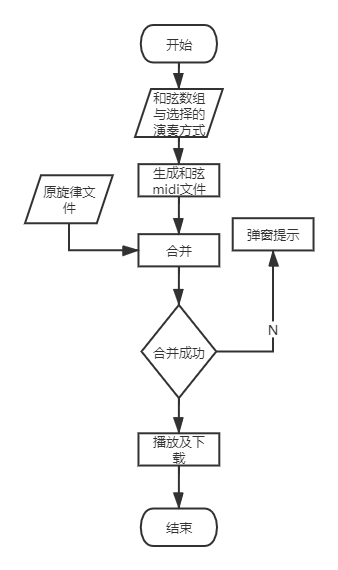 开始
和弦数组
与选择的
演奏方式
生成和弦
midi文件
原旋律文
件
合并
弹窗提示
N
合并成功
播放及下
载
结束